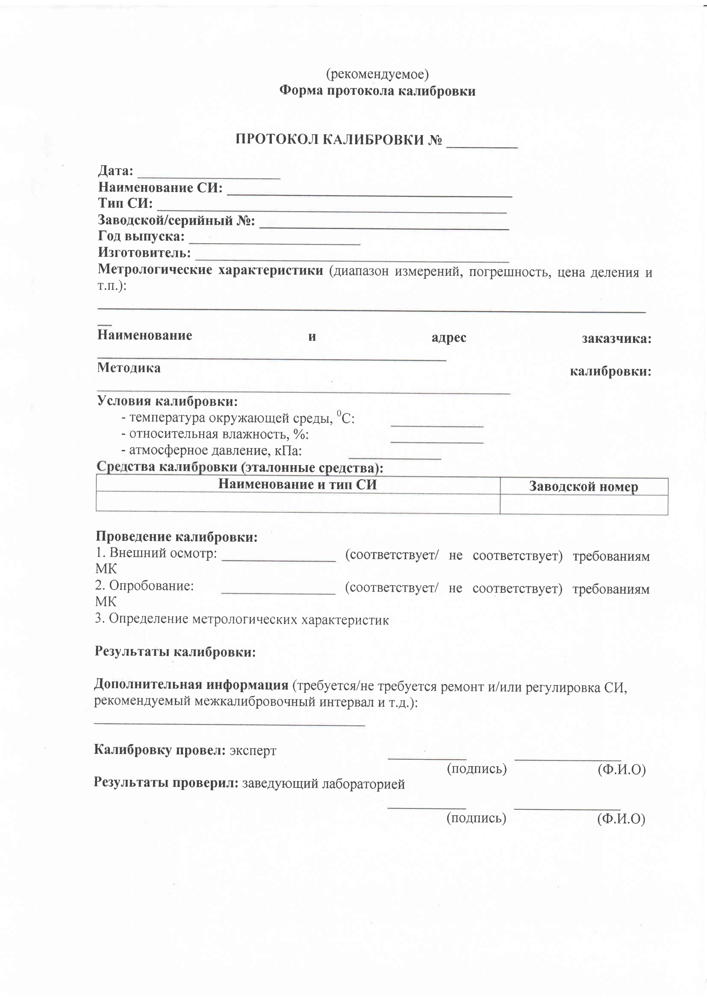 (рекомендуемое)
Форма протокола калибровки
ПРОТОКОЛ КАЛИБРОВКИ № __________
Дата: ____________________
Наименование СИ: ________________________________________
Тип СИ: _________________________________________________
Заводской/серийный №: ___________________________________
Год выпуска: ________________________
Изготовитель: ____________________________________________
Метрологические характеристики (диапазон измерений, погрешность, цена деления и
т.п.):
_____________________________________________________________________________
__
Наименование и адрес заказчика:
_________________________________________________
Методика калибровки:
__________________________________________________________
Условия калибровки:
- температура окружающей среды, ⁰С: _____________
- относительная влажность, %: _____________
- атмосферное давление, кПа: _____________
Средства калибровки (эталонные средства):
Наименование и тип СИ Заводской номер
Проведение калибровки:
1. Внешний осмотр: ________________ (соответствует/ не соответствует) требованиям
МК
2. Опробование: ________________ (соответствует/ не соответствует) требованиям
МК
3. Определение метрологических характеристик
Результаты калибровки:
Дополнительная информация (требуется/не требуется ремонт и/или регулировка СИ,
рекомендуемый межкалибровочный интервал и т.д.):
______________________________________
Калибровку провел: эксперт ___________ _______________
(подпись) (Ф.И.О)
Результаты проверил: заведующий лабораторией
___________ _______________
(подпись) (Ф.И.О)